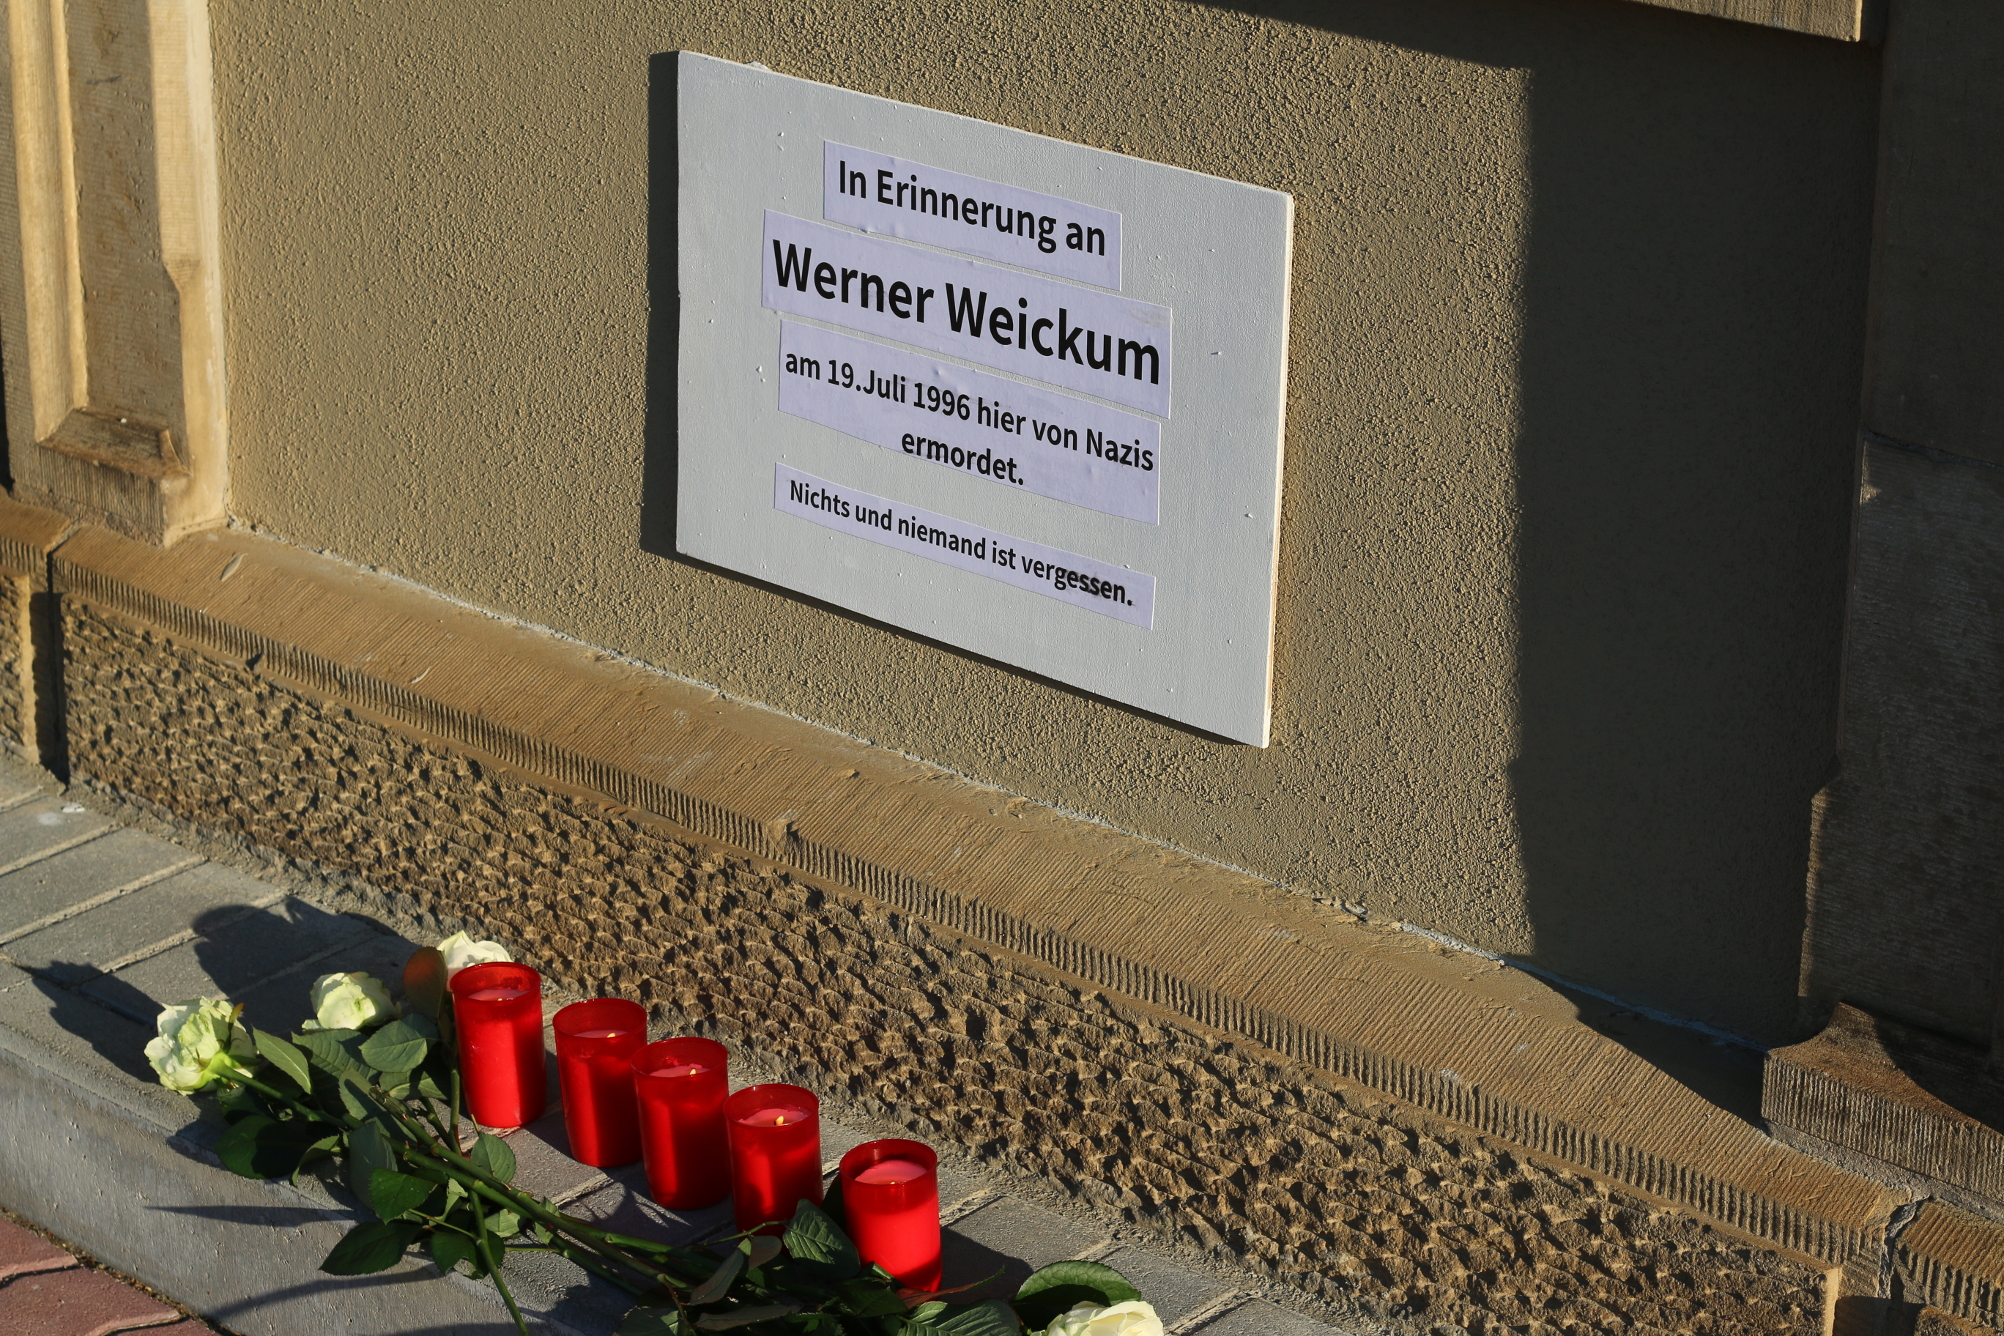 In Erinnerung an
Werner Weickum
am 19.Juli 1996 hier von Nazis
ermordet.
Nichts und niemand ist vergessen.